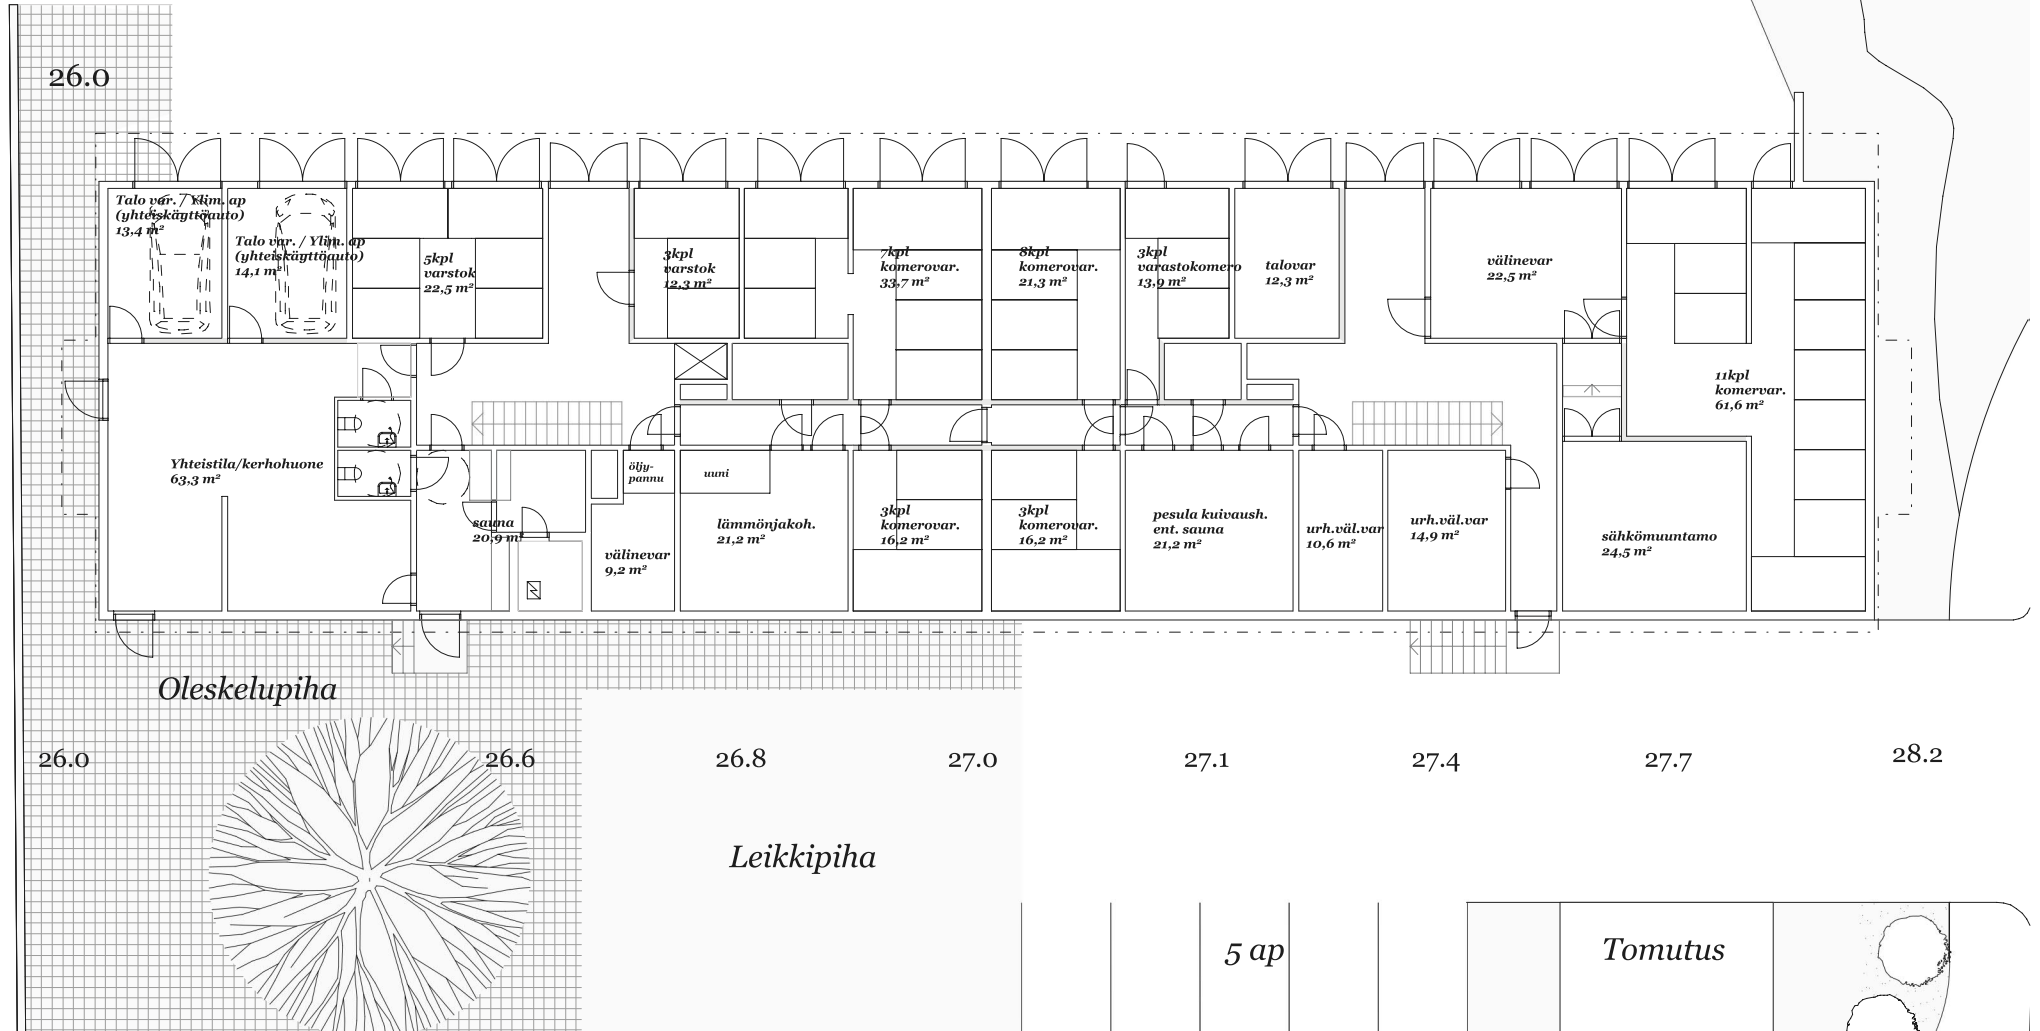 26.0
Talo var. / Ylim. ap
(yhteiskäyttöauto)
13,4 m²
Talo var. / Ylim. ap
(yhteiskäyttöauto)
14,1 m²
5kpl
varstok
22,5 m²
3kpl
varstok
12,3 m²
7kpl
komerovar.
33,7 m²
8kpl
komerovar.
21,3 m²
3kpl
varastokomero
13,9 m²
talovar
12,3 m²
välinevar
22,5 m²
11kpl
komervar.
61,6 m²
Yhteistila/kerhohuone
63,3 m²
sauna
20,9 m²
öljy-
pannu
uuni
välinevar
9,2 m²
lämmönjakoh.
21,2 m²
3kpl
komerovar.
16,2 m²
3kpl
komerovar.
16,2 m²
pesula kuivaush.
ent. sauna
21,2 m²
urh.väl.var
10,6 m²
urh.väl.var
14,9 m²
sähkömuuntamo
24,5 m²
Oleskelupiha
26.0
26.6
26.8
27.0
27.1
27.4
27.7
28.2
Leikkipiha
5 ap
Tomutus